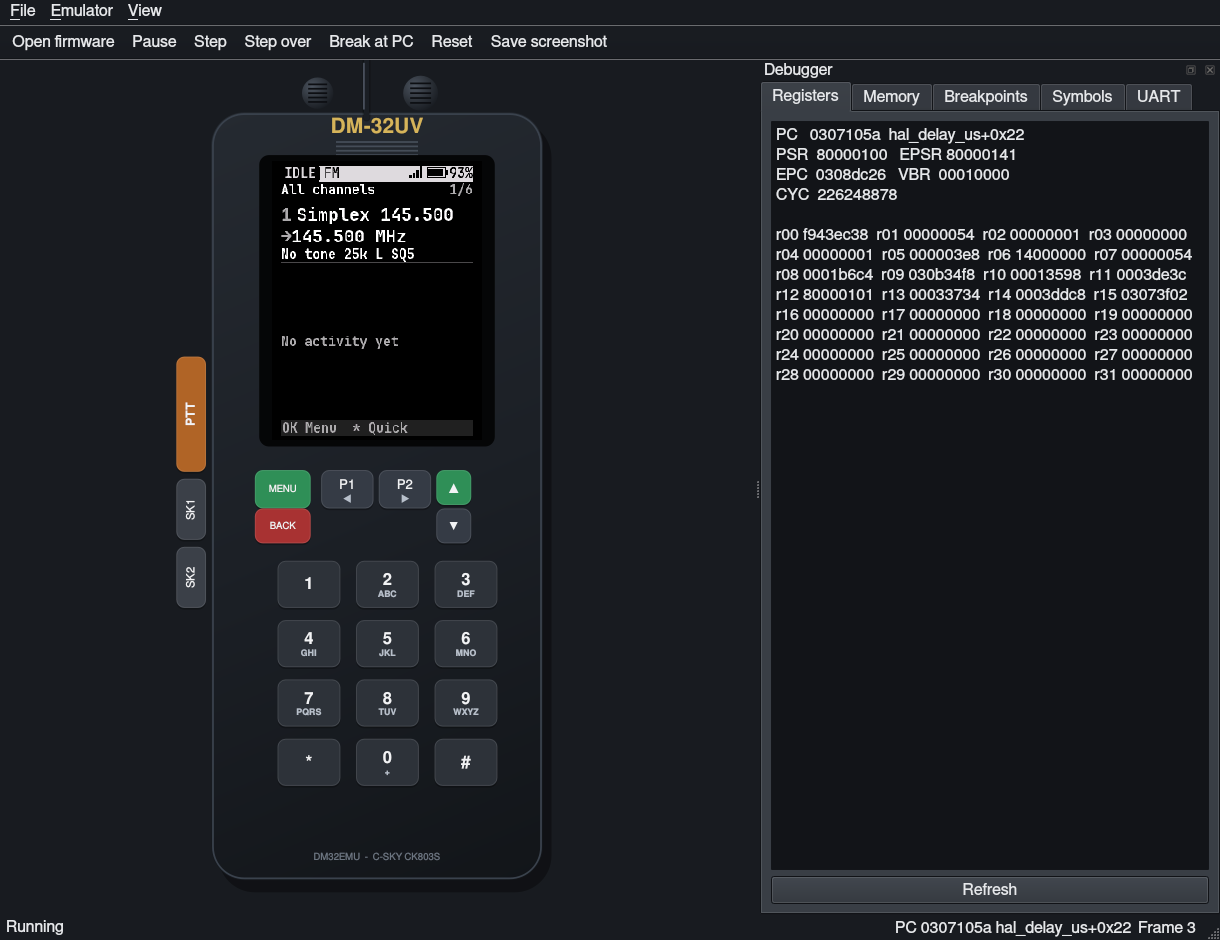 File Emulator View
Open firmware Pause Step Step over Break at PC Reset Save screenshot
DM-32UV
IDLE FM 93%
All channels 1/6
1 Simplex 145.500
→145.500 MHz
No tone 25k L SQ5
No activity yet
OK Menu * Quick
PTT
SK1
SK2
MENU P1 P2 ▲
◀ ▶
BACK ▼
1 2 3
ABC DEF
4 5 6
GHI JKL MNO
7 8 9
PQRS TUV WXYZ
* 0 #
+
DM32EMU - C-SKY CK803S
Debugger
Registers Memory Breakpoints Symbols UART
PC 0307105a hal_delay_us+0x22
PSR 80000100 EPSR 80000141
EPC 0308dc26 VBR 00010000
CYC 226248878
r00 f943ec38 r01 00000054 r02 00000001 r03 00000000
r04 00000001 r05 000003e8 r06 14000000 r07 00000054
r08 0001b6c4 r09 030b34f8 r10 00013598 r11 0003de3c
r12 80000101 r13 00033734 r14 0003ddc8 r15 03073f02
r16 00000000 r17 00000000 r18 00000000 r19 00000000
r20 00000000 r21 00000000 r22 00000000 r23 00000000
r24 00000000 r25 00000000 r26 00000000 r27 00000000
r28 00000000 r29 00000000 r30 00000000 r31 00000000
Refresh
Running
PC 0307105a hal_delay_us+0x22 Frame 3